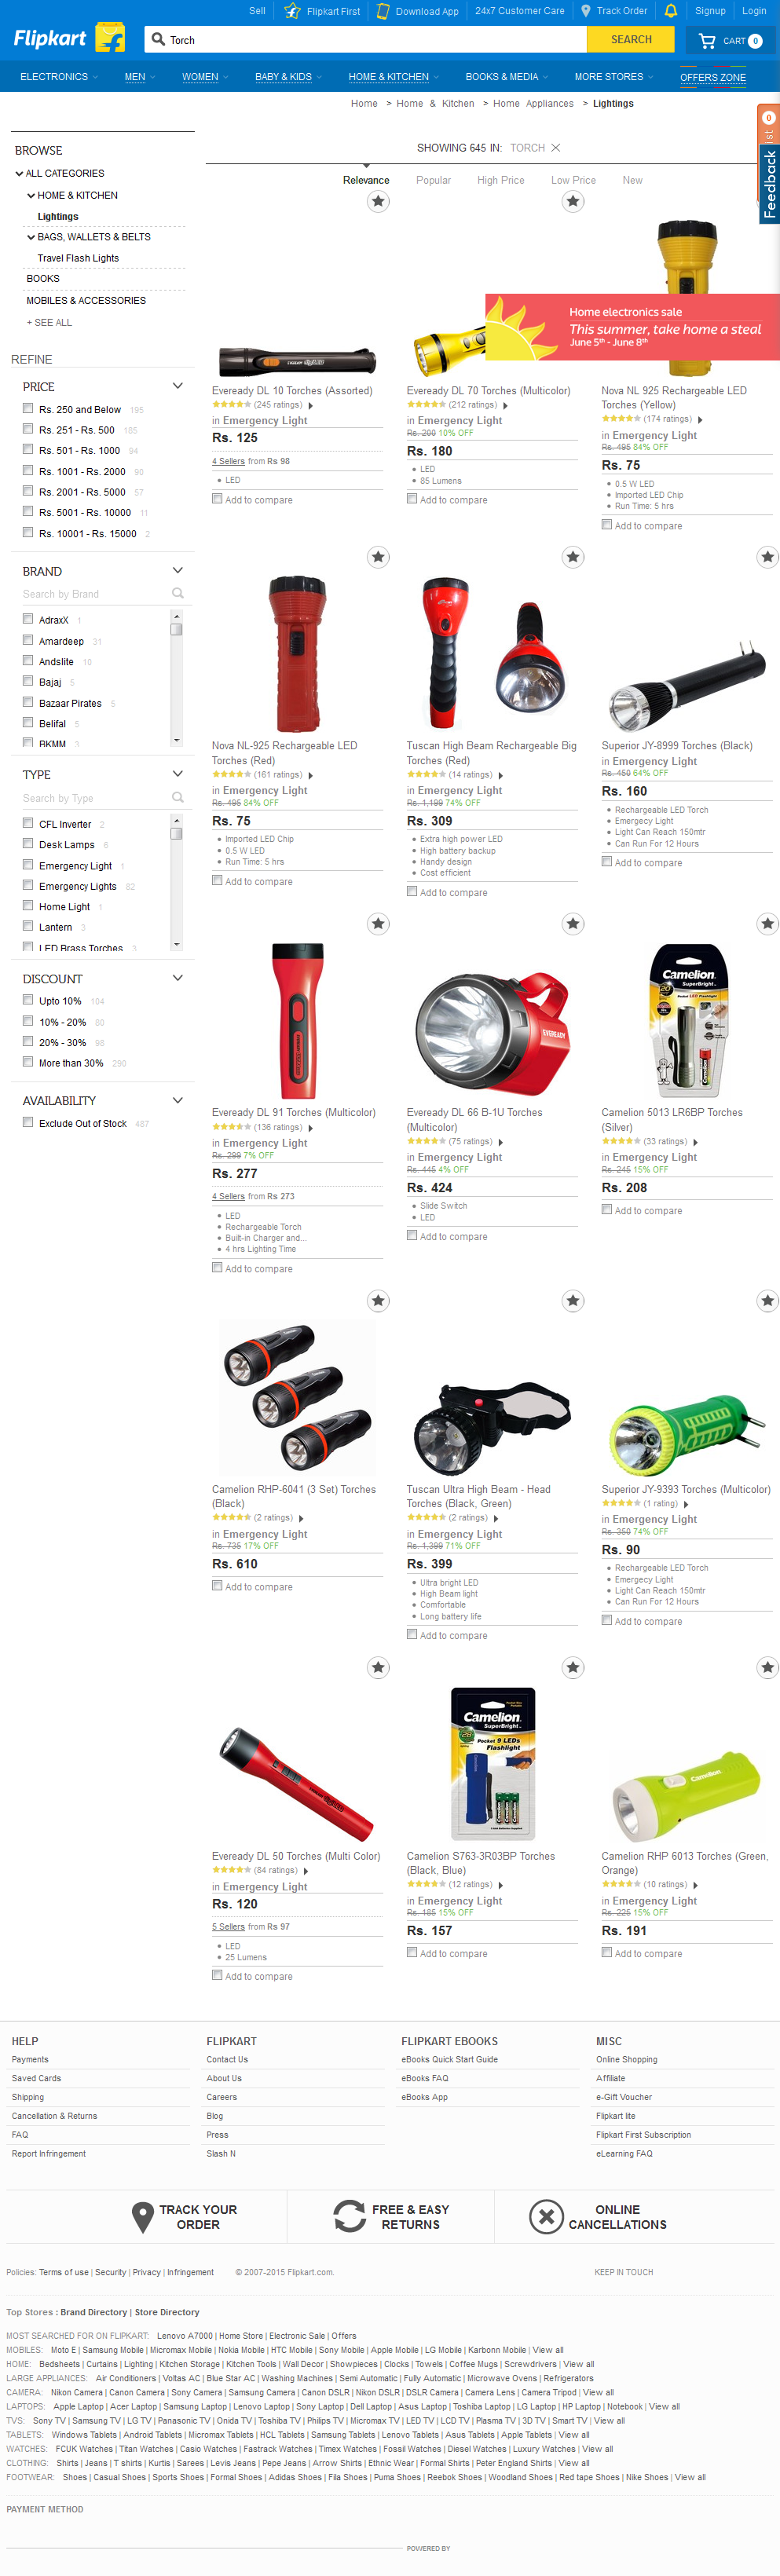 Sell
Flipkart First
Download App
24x7 Customer Care
Track Order
Signup
Login
Flipkart
Torch
SEARCH
CART 0
ELECTRONICS
MEN
WOMEN
BABY & KIDS
HOME & KITCHEN
BOOKS & MEDIA
MORE STORES
OFFERS ZONE
Home > Home & Kitchen > Home Appliances > Lightings
0
Feedback
SHOWING 645 IN: TORCH
Relevance
Popular
High Price
Low Price
New
BROWSE
ALL CATEGORIES
HOME & KITCHEN
Lightings
BAGS, WALLETS & BELTS
Travel Flash Lights
BOOKS
MOBILES & ACCESSORIES
+ SEE ALL
REFINE
PRICE
Rs. 250 and Below 195
Rs. 251 - Rs. 500 185
Rs. 501 - Rs. 1000 94
Rs. 1001 - Rs. 2000 90
Rs. 2001 - Rs. 5000 57
Rs. 5001 - Rs. 10000 11
Rs. 10001 - Rs. 15000 2
BRAND
Search by Brand
AdraxX 1
Amardeep 31
Andslite 10
Bajaj 5
Bazaar Pirates 5
Belifal 5
BKMM 3
TYPE
Search by Type
CFL Inverter 2
Desk Lamps 6
Emergency Light 1
Emergency Lights 82
Home Light 1
Lantern 3
LED Brass Torches 3
DISCOUNT
Upto 10% 104
10% - 20% 80
20% - 30% 98
More than 30% 290
AVAILABILITY
Exclude Out of Stock 487
Home electronics sale
This summer, take home a steal
June 5th - June 8th
Eveready DL 10 Torches (Assorted)
(245 ratings)
in Emergency Light
Rs. 125
4 Sellers from Rs 98
LED
Add to compare
Eveready DL 70 Torches (Multicolor)
(212 ratings)
in Emergency Light
Rs. 200 10% OFF
Rs. 180
LED
85 Lumens
Add to compare
Nova NL 925 Rechargeable LED
Torches (Yellow)
(174 ratings)
in Emergency Light
Rs. 495 84% OFF
Rs. 75
0.5 W LED
Imported LED Chip
Run Time: 5 hrs
Add to compare
Nova NL-925 Rechargeable LED
Torches (Red)
(161 ratings)
in Emergency Light
Rs. 495 84% OFF
Rs. 75
Imported LED Chip
0.5 W LED
Run Time: 5 hrs
Add to compare
Tuscan High Beam Rechargeable Big
Torches (Red)
(14 ratings)
in Emergency Light
Rs. 1,199 74% OFF
Rs. 309
Extra high power LED
High battery backup
Handy design
Cost efficient
Add to compare
Superior JY-8999 Torches (Black)
in Emergency Light
Rs. 450 64% OFF
Rs. 160
Rechargeable LED Torch
Emergecy Light
Light Can Reach 150mtr
Can Run For 12 Hours
Add to compare
Eveready DL 91 Torches (Multicolor)
(136 ratings)
in Emergency Light
Rs. 299 7% OFF
Rs. 277
4 Sellers from Rs 273
LED
Rechargeable Torch
Built-in Charger and...
4 hrs Lighting Time
Add to compare
EVEREADY
Eveready DL 66 B-1U Torches
(Multicolor)
(75 ratings)
in Emergency Light
Rs. 445 4% OFF
Rs. 424
Slide Switch
LED
Add to compare
Camelion
SuperBright
Camelion 5013 LR6BP Torches
(Silver)
(33 ratings)
in Emergency Light
Rs. 245 15% OFF
Rs. 208
Add to compare
Camelion RHP-6041 (3 Set) Torches
(Black)
(2 ratings)
in Emergency Light
Rs. 735 17% OFF
Rs. 610
Add to compare
Tuscan Ultra High Beam - Head
Torches (Black, Green)
(2 ratings)
in Emergency Light
Rs. 1,399 71% OFF
Rs. 399
Ultra bright LED
High Beam light
Comfortable
Long battery life
Add to compare
Superior JY-9393 Torches (Multicolor)
(1 rating)
in Emergency Light
Rs. 350 74% OFF
Rs. 90
Rechargeable LED Torch
Emergecy Light
Light Can Reach 150mtr
Can Run For 12 Hours
Add to compare
Eveready DL 50 Torches (Multi Color)
(84 ratings)
in Emergency Light
Rs. 120
5 Sellers from Rs 97
LED
25 Lumens
Add to compare
Camelion
SuperBright
Pocket 9 LEDs
Flashlight
Camelion S763-3R03BP Torches
(Black, Blue)
(12 ratings)
in Emergency Light
Rs. 185 15% OFF
Rs. 157
Add to compare
Camelion
Camelion RHP 6013 Torches (Green,
Orange)
(10 ratings)
in Emergency Light
Rs. 225 15% OFF
Rs. 191
Add to compare
HELP
Payments
Saved Cards
Shipping
Cancellation & Returns
FAQ
Report Infringement
FLIPKART
Contact Us
About Us
Careers
Blog
Press
Slash N
FLIPKART EBOOKS
eBooks Quick Start Guide
eBooks FAQ
eBooks App
MISC
Online Shopping
Affiliate
e-Gift Voucher
Flipkart lite
Flipkart First Subscription
eLearning FAQ
TRACK YOUR
ORDER
FREE & EASY
RETURNS
ONLINE
CANCELLATIONS
Policies: Terms of use | Security | Privacy | Infringement
© 2007-2015 Flipkart.com.
KEEP IN TOUCH
Top Stores : Brand Directory | Store Directory
MOST SEARCHED FOR ON FLIPKART: Lenovo A7000 | Home Store | Electronic Sale | Offers
MOBILES: Moto E | Samsung Mobile | Micromax Mobile | Nokia Mobile | HTC Mobile | Sony Mobile | Apple Mobile | LG Mobile | Karbonn Mobile | View all
HOME: Bedsheets | Curtains | Lighting | Kitchen Storage | Kitchen Tools | Wall Decor | Showpieces | Clocks | Towels | Coffee Mugs | Screwdrivers | View all
LARGE APPLIANCES: Air Conditioners | Voltas AC | Blue Star AC | Washing Machines | Semi Automatic | Fully Automatic | Microwave Ovens | Refrigerators
CAMERA: Nikon Camera | Canon Camera | Sony Camera | Samsung Camera | Canon DSLR | Nikon DSLR | DSLR Camera | Camera Lens | Camera Tripod | View all
LAPTOPS: Apple Laptop | Acer Laptop | Samsung Laptop | Lenovo Laptop | Sony Laptop | Dell Laptop | Asus Laptop | Toshiba Laptop | LG Laptop | HP Laptop | Notebook | View all
TVS: Sony TV | Samsung TV | LG TV | Panasonic TV | Onida TV | Toshiba TV | Philips TV | Micromax TV | LED TV | LCD TV | Plasma TV | 3D TV | Smart TV | View all
TABLETS: Windows Tablets | Android Tablets | Micromax Tablets | HCL Tablets | Samsung Tablets | Lenovo Tablets | Asus Tablets | Apple Tablets | View all
WATCHES: FCUK Watches | Titan Watches | Casio Watches | Fastrack Watches | Timex Watches | Fossil Watches | Diesel Watches | Luxury Watches | View all
CLOTHING: Shirts | Jeans | T shirts | Kurtis | Sarees | Levis Jeans | Pepe Jeans | Arrow Shirts | Ethnic Wear | Formal Shirts | Peter England Shirts | View all
FOOTWEAR: Shoes | Casual Shoes | Sports Shoes | Formal Shoes | Adidas Shoes | Fila Shoes | Puma Shoes | Reebok Shoes | Woodland Shoes | Red tape Shoes | Nike Shoes | View all
PAYMENT METHOD
POWERED BY